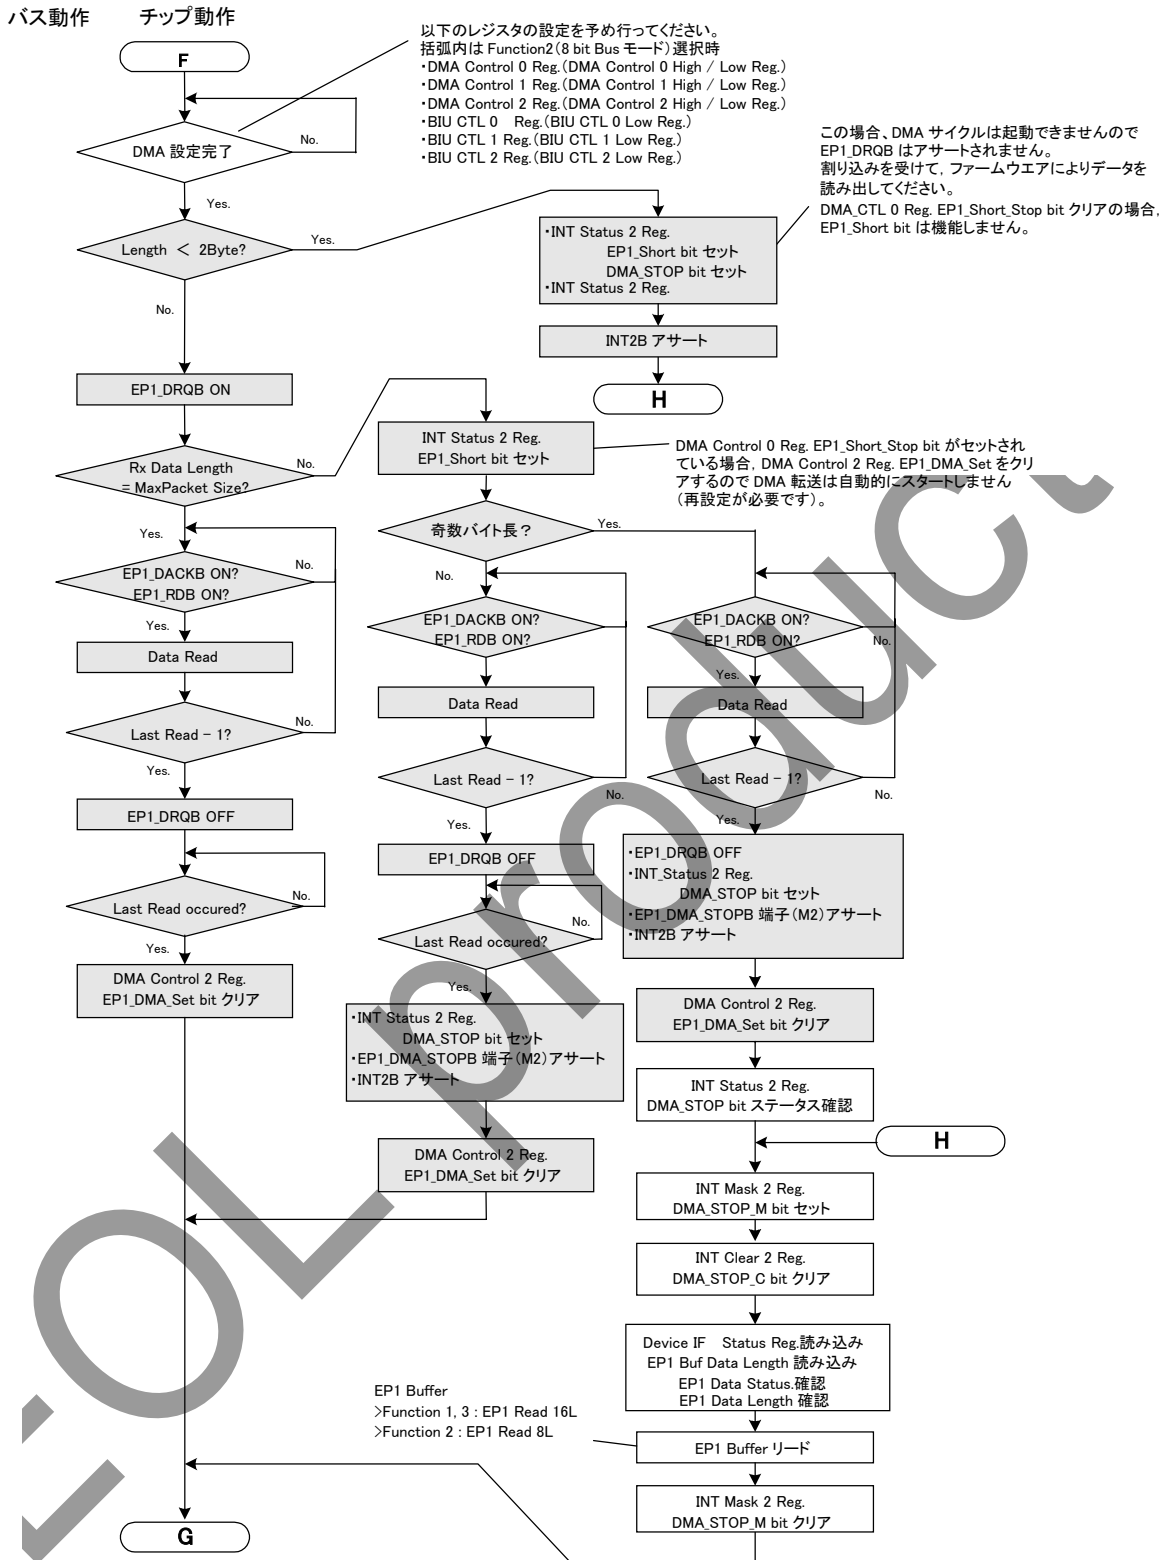 バス動作 チップ動作
F
以下のレジスタの設定を予め行ってください。
括弧内は Function2(8 bit Bus モード)選択時
・DMA Control 0 Reg.(DMA Control 0 High / Low Reg.)
・DMA Control 1 Reg.(DMA Control 1 High / Low Reg.)
・DMA Control 2 Reg.(DMA Control 2 High / Low Reg.)
・BIU CTL 0 Reg.(BIU CTL 0 Low Reg.)
・BIU CTL 1 Reg.(BIU CTL 1 Low Reg.)
・BIU CTL 2 Reg.(BIU CTL 2 Low Reg.)
DMA 設定完了
No.
Yes.
Length < 2Byte?
Yes.
No.
この場合、DMA サイクルは起動できませんので
EP1_DRQB はアサートされません。
割り込みを受けて, ファームウエアによりデータを
読み出してください。
DMA_CTL 0 Reg. EP1_Short_Stop bit クリアの場合,
EP1_Short bit は機能しません。
・INT Status 2 Reg.
EP1_Short bit セット
DMA_STOP bit セット
・INT Status 2 Reg.
INT2B アサート
H
EP1_DRQB ON
Rx Data Length
= MaxPacket Size?
No.
Yes.
INT Status 2 Reg.
EP1_Short bit セット
DMA Control 0 Reg. EP1_Short_Stop bit がセットされ
ている場合, DMA Control 2 Reg. EP1_DMA_Set をクリ
アするので DMA 転送は自動的にスタートしません
(再設定が必要です)。
奇数バイト長?
Yes.
No.
EP1_DACKB ON?
EP1_RDB ON?
No.
Yes.
Data Read
Last Read - 1?
No.
Yes.
EP1_DRQB OFF
Last Read occured?
No.
Yes.
DMA Control 2 Reg.
EP1_DMA_Set bit クリア
EP1_DACKB ON?
EP1_RDB ON?
Data Read
Last Read - 1?
No.
Yes.
EP1_DRQB OFF
Last Read occured?
No.
Yes.
・INT Status 2 Reg.
DMA_STOP bit セット
・EP1_DMA_STOPB 端子(M2)アサート
・INT2B アサート
DMA Control 2 Reg.
EP1_DMA_Set bit クリア
EP1_DACKB ON?
EP1_RDB ON?
No.
Yes.
Data Read
Last Read - 1?
No.
Yes.
・EP1_DRQB OFF
・INT_Status 2 Reg.
DMA_STOP bit セット
・EP1_DMA_STOPB 端子(M2)アサート
・INT2B アサート
DMA Control 2 Reg.
EP1_DMA_Set bit クリア
INT Status 2 Reg.
DMA_STOP bit ステータス確認
H
INT Mask 2 Reg.
DMA_STOP_M bit セット
INT Clear 2 Reg.
DMA_STOP_C bit クリア
Device IF Status Reg.読み込み
EP1 Buf Data Length 読み込み
EP1 Data Status.確認
EP1 Data Length 確認
EP1 Buffer
>Function 1, 3 : EP1 Read 16L
>Function 2 : EP1 Read 8L
EP1 Buffer リード
INT Mask 2 Reg.
DMA_STOP_M bit クリア
G
EOL product